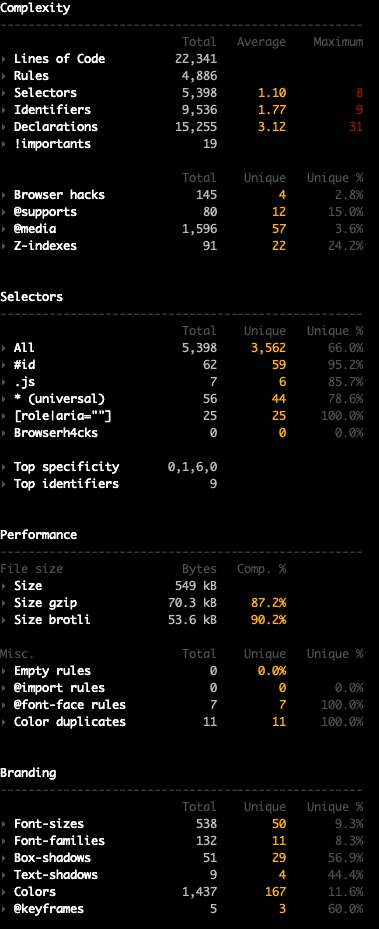 Complexity
Total Average Maximum
Lines of Code 22,341
Rules 4,886
Selectors 5,398 1.10 8
Identifiers 9,536 1.77 9
Declarations 15,255 3.12 31
!importants 19
Total Unique Unique %
Browser hacks 145 4 2.8%
@supports 80 12 15.0%
@media 1,596 57 3.6%
Z-indexes 91 22 24.2%
Selectors
Total Unique Unique %
All 5,398 3,562 66.0%
#id 62 59 95.2%
.js 7 6 85.7%
* (universal) 56 44 78.6%
[role|aria=""] 25 25 100.0%
Browserh4cks 0 0 0.0%
Top specificity 0,1,6,0
Top identifiers 9
Performance
File size Bytes Comp. %
Size 549 kB
Size gzip 70.3 kB 87.2%
Size brotli 53.6 kB 90.2%
Misc. Total Unique Unique %
Empty rules 0 0.0%
@import rules 0 0 0.0%
@font-face rules 7 7 100.0%
Color duplicates 11 11 100.0%
Branding
Total Unique Unique %
Font-sizes 538 50 9.3%
Font-families 132 11 8.3%
Box-shadows 51 29 56.9%
Text-shadows 9 4 44.4%
Colors 1,437 167 11.6%
@keyframes 5 3 60.0%